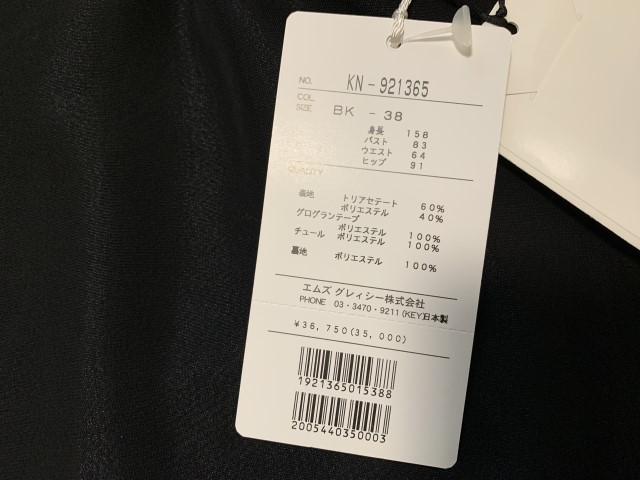 NO. KN-921365
COL.
SIZE BK - 38
身長 158
バスト 83
ウエスト 64
ヒップ 91
QUALITY
表地 トリアセテート 60%
ポリエステル 40%
グログランテープ
ポリエステル 100%
チュール ポリエステル 100%
裏地 ポリエステル 100%
エムズ グレィシー株式会社
PHONE 03・3470・9211(KEY)日本製
¥36,750(35,000)
1921365015388
2005440350003